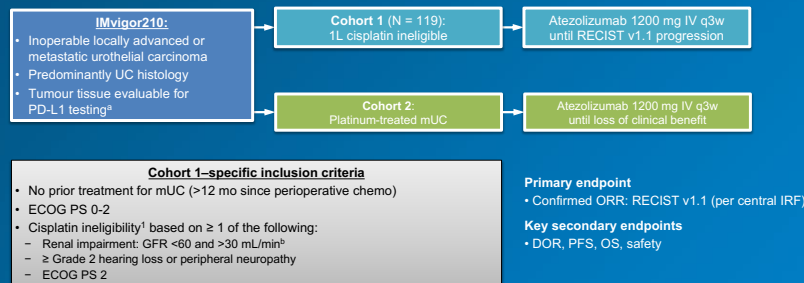 IMvigor210:
• Inoperable locally advanced or
metastatic urothelial carcinoma
• Predominantly UC histology
• Tumour tissue evaluable for
PD-L1 testingᵃ
Cohort 1 (N = 119):
1L cisplatin ineligible
Atezolizumab 1200 mg IV q3w
until RECIST v1.1 progression
Cohort 2:
Platinum-treated mUC
Atezolizumab 1200 mg IV q3w
until loss of clinical benefit
Cohort 1–specific inclusion criteria
• No prior treatment for mUC (>12 mo since perioperative chemo)
• ECOG PS 0-2
• Cisplatin ineligibility¹ based on ≥ 1 of the following:
− Renal impairment: GFR <60 and >30 mL/minᵇ
− ≥ Grade 2 hearing loss or peripheral neuropathy
− ECOG PS 2
Primary endpoint
• Confirmed ORR: RECIST v1.1 (per central IRF)
Key secondary endpoints
• DOR, PFS, OS, safety